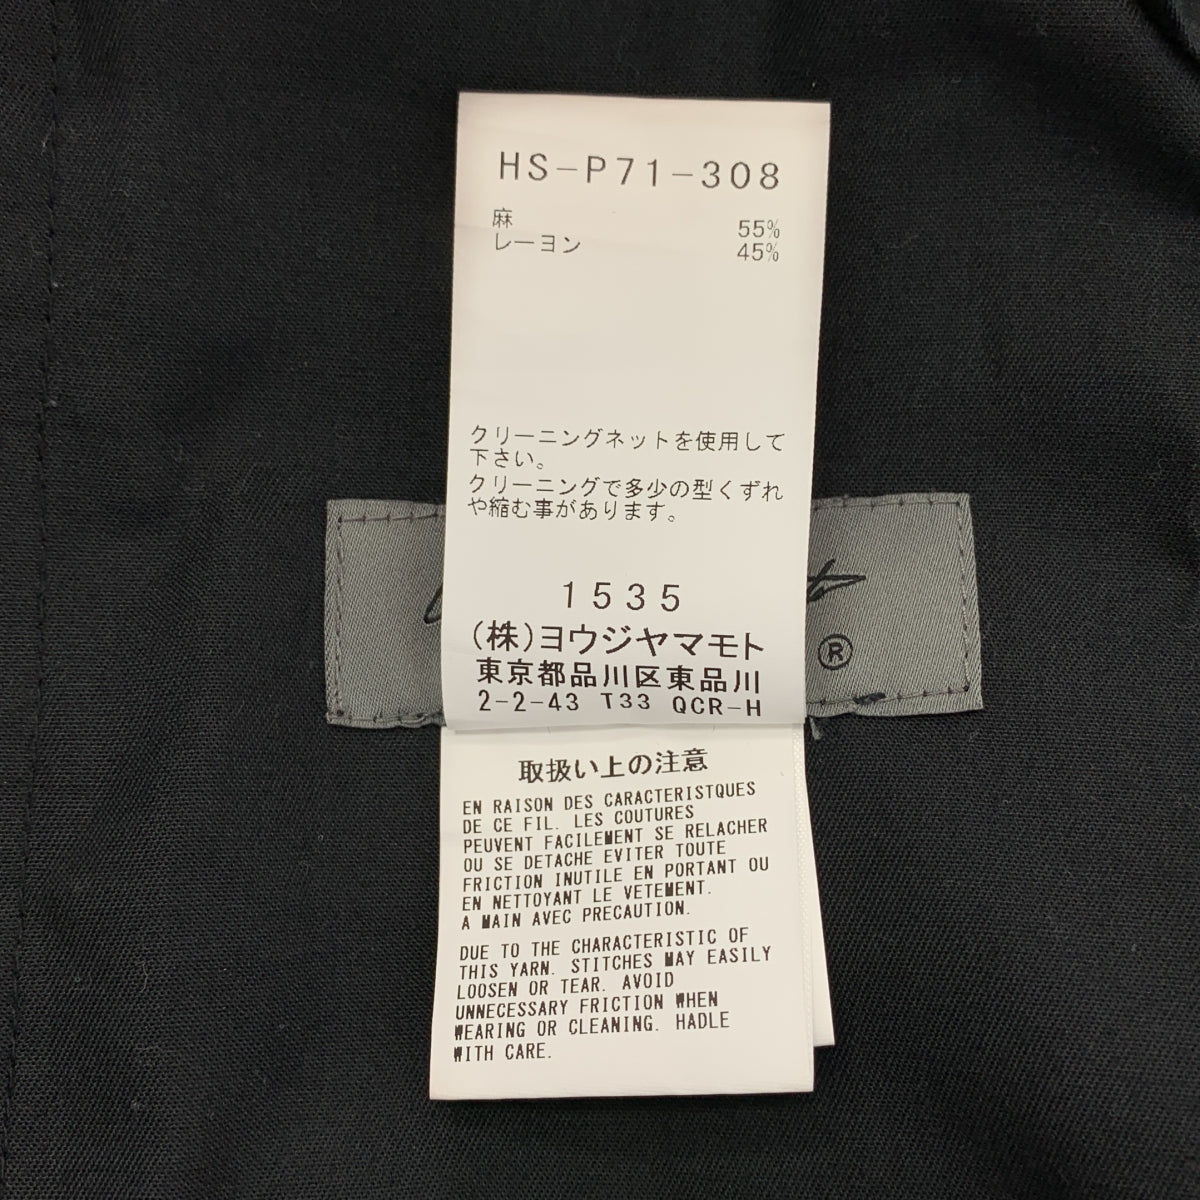 HS-P71-308
麻 55%
レーヨン 45%
クリーニングネットを使用して
下さい。
クリーニングで多少の型くずれ
や縮む事があります。
1535
(株)ヨウジヤマモト
東京都品川区東品川
2-2-43 T33 QCR-H
®
取扱い上の注意
EN RAISON DES CARACTERISTQUES
DE CE FIL. LES COUTURES
PEUVENT FACILEMENT SE RELACHER
OU SE DETACHE EVITER TOUTE
FRICTION INUTILE EN PORTANT OU
EN NETTOYANT LE VETEMENT.
A MAIN AVEC PRECAUTION.
DUE TO THE CHARACTERISTIC OF
THIS YARN. STITCHES MAY EASILY
LOOSEN OR TEAR. AVOID
UNNECESSARY FRICTION WHEN
WEARING OR CLEANING. HADLE
WITH CARE.